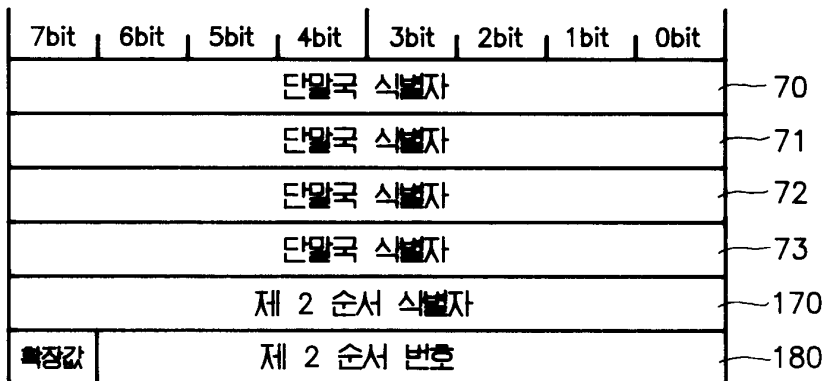 7bit 6bit 5bit 4bit 3bit 2bit 1bit 0bit
단말국 식별자 70
단말국 식별자 71
단말국 식별자 72
단말국 식별자 73
제 2 순서 식별자 170
확장값 제 2 순서 번호 180